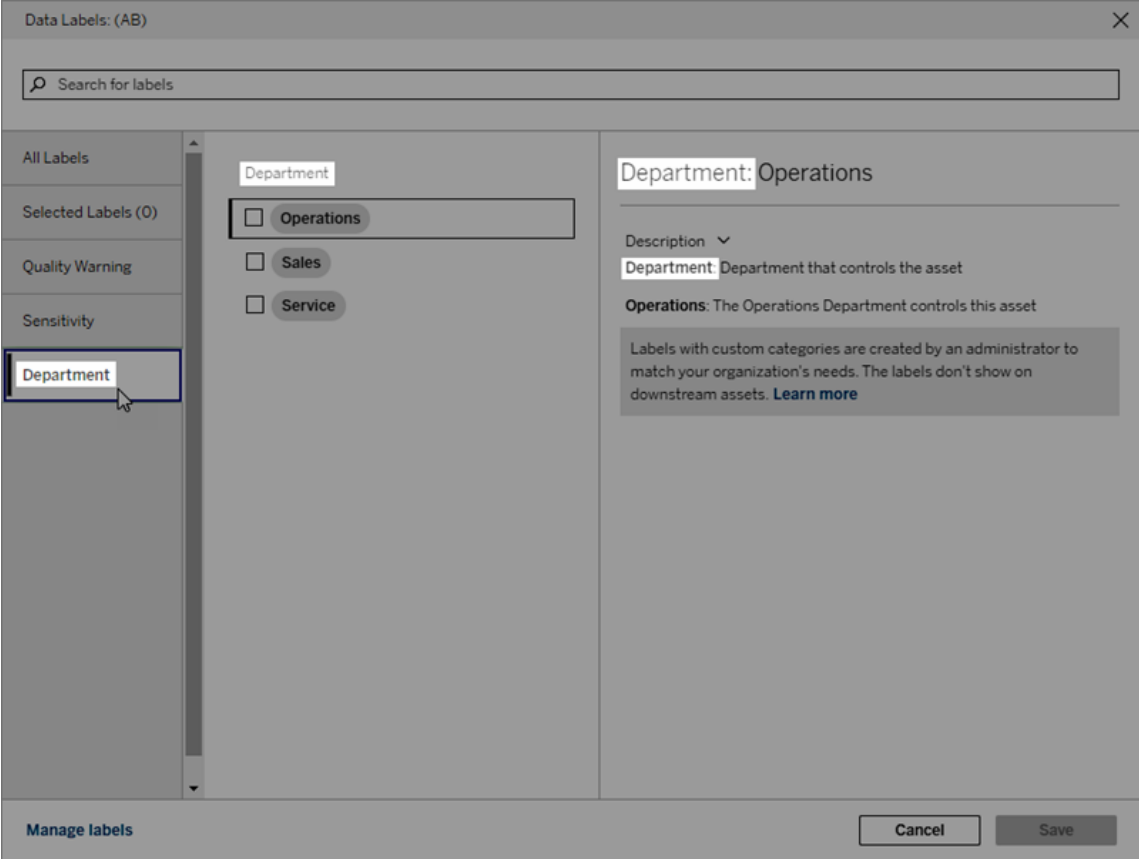 Data Labels: (AB)
Search for labels
All Labels
Selected Labels (0)
Quality Warning
Sensitivity
Department
Department
Operations
Sales
Service
Department: Operations
Description
Department: Department that controls the asset
Operations: The Operations Department controls this asset
Labels with custom categories are created by an administrator to
match your organization's needs. The labels don't show on
downstream assets. Learn more
Manage labels
Cancel
Save